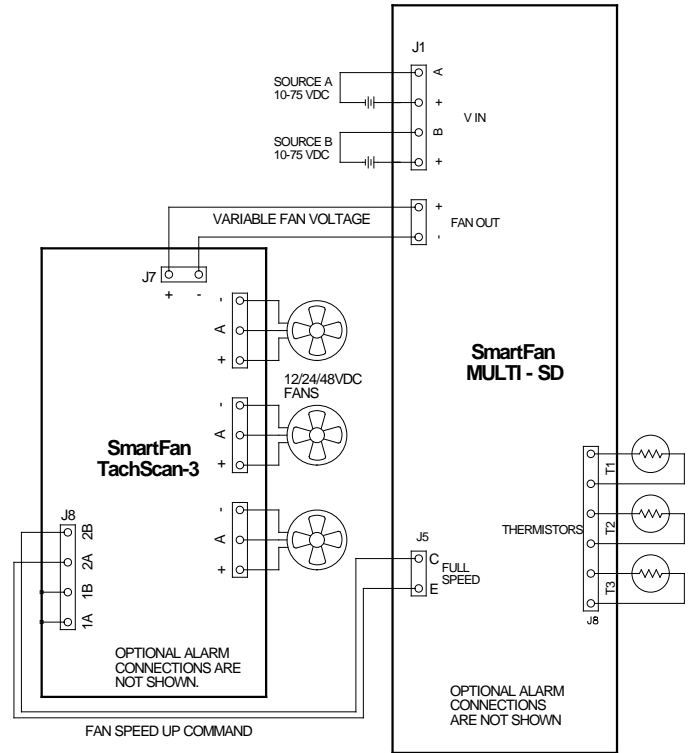 J1
A
+
B
+
V IN
SOURCE A
10-75 VDC
SOURCE B
10-75 VDC
+
-
FAN OUT
VARIABLE FAN VOLTAGE
J7
+ -
-
A
+
12/24/48VDC
FANS
-
A
+
-
A
+
SmartFan
TachScan-3
SmartFan
MULTI - SD
J8
2B
2A
1B
1A
J5
C
E
FULL
SPEED
THERMISTORS
T1
T2
T3
J8
OPTIONAL ALARM
CONNECTIONS ARE
NOT SHOWN.
OPTIONAL ALARM
CONNECTIONS
ARE NOT SHOWN
FAN SPEED UP COMMAND